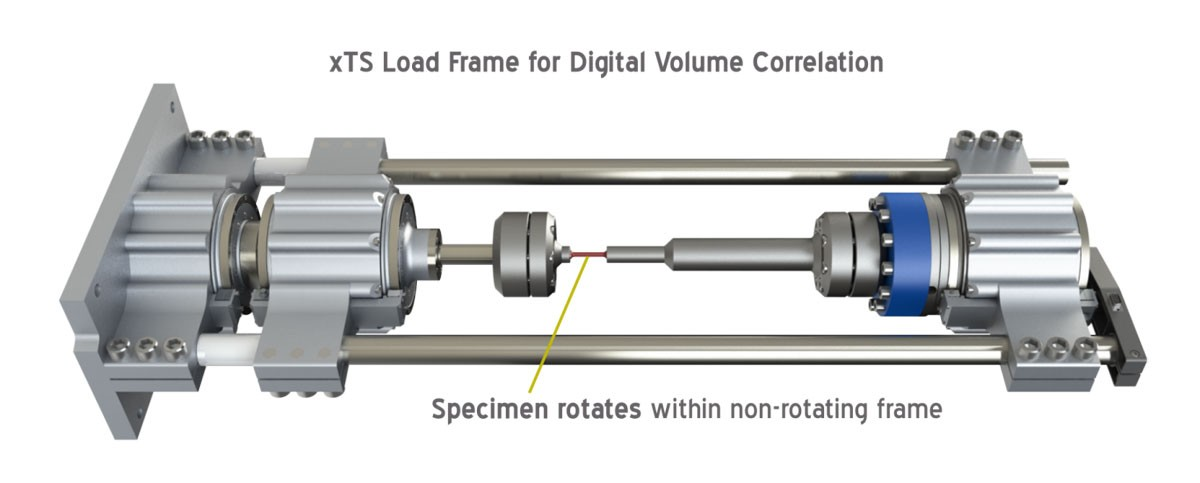 xTS Load Frame for Digital Volume Correlation
Specimen rotates within non-rotating frame